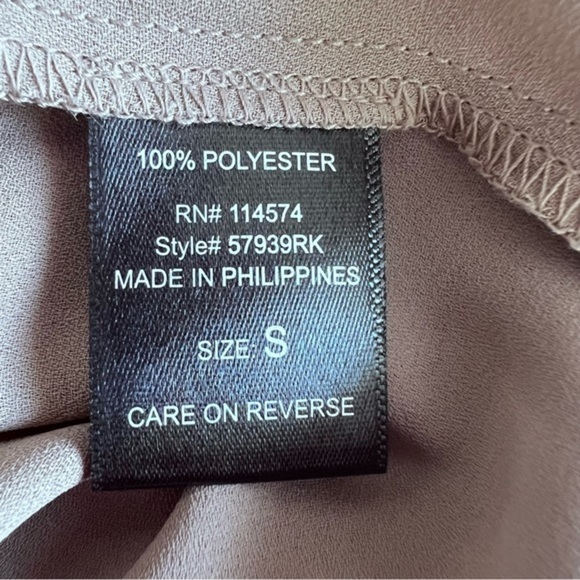 100% POLYESTER
RN# 114574
Style# 57939RK
MADE IN PHILIPPINES
SIZE: S
CARE ON REVERSE